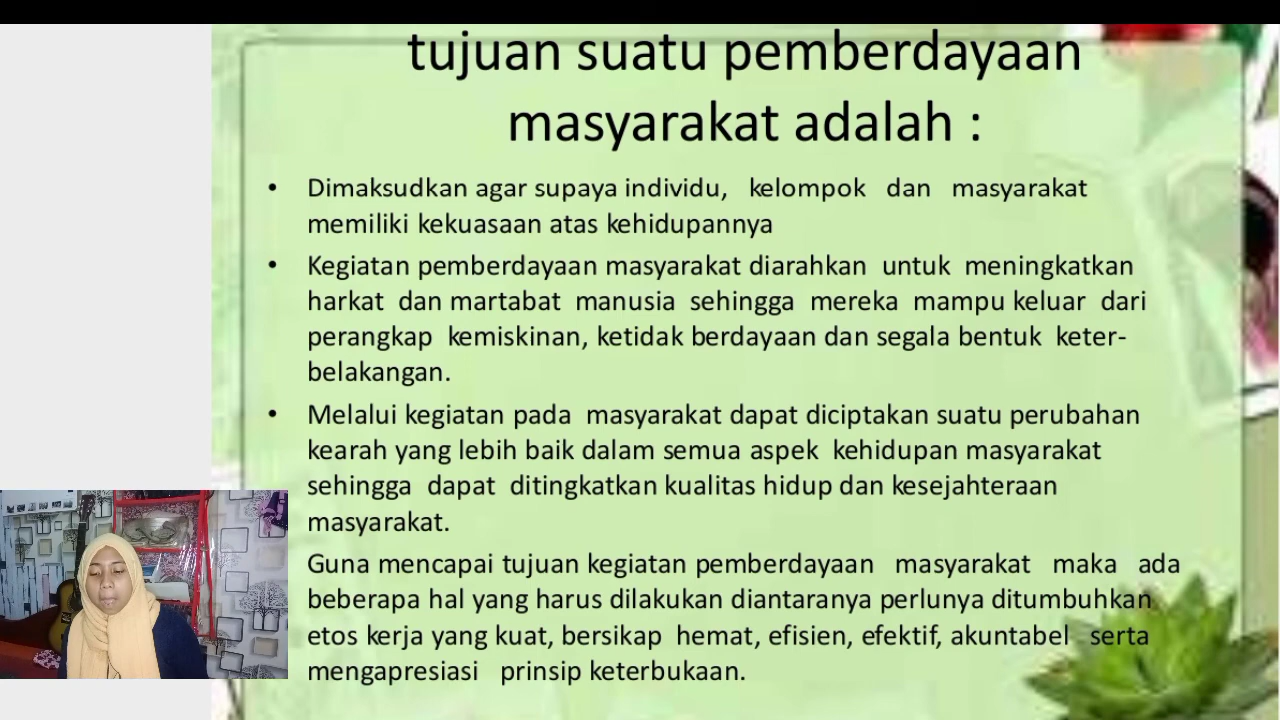 tujuan suatu pemberdayaan
masyarakat adalah :
• Dimaksudkan agar supaya individu, kelompok dan masyarakat
memiliki kekuasaan atas kehidupannya
• Kegiatan pemberdayaan masyarakat diarahkan untuk meningkatkan
harkat dan martabat manusia sehingga mereka mampu keluar dari
perangkap kemiskinan, ketidak berdayaan dan segala bentuk keter-
belakangan.
• Melalui kegiatan pada masyarakat dapat diciptakan suatu perubahan
kearah yang lebih baik dalam semua aspek kehidupan masyarakat
sehingga dapat ditingkatkan kualitas hidup dan kesejahteraan
masyarakat.
Guna mencapai tujuan kegiatan pemberdayaan masyarakat maka ada
beberapa hal yang harus dilakukan diantaranya perlunya ditumbuhkan
etos kerja yang kuat, bersikap hemat, efisien, efektif, akuntabel serta
mengapresiasi prinsip keterbukaan.